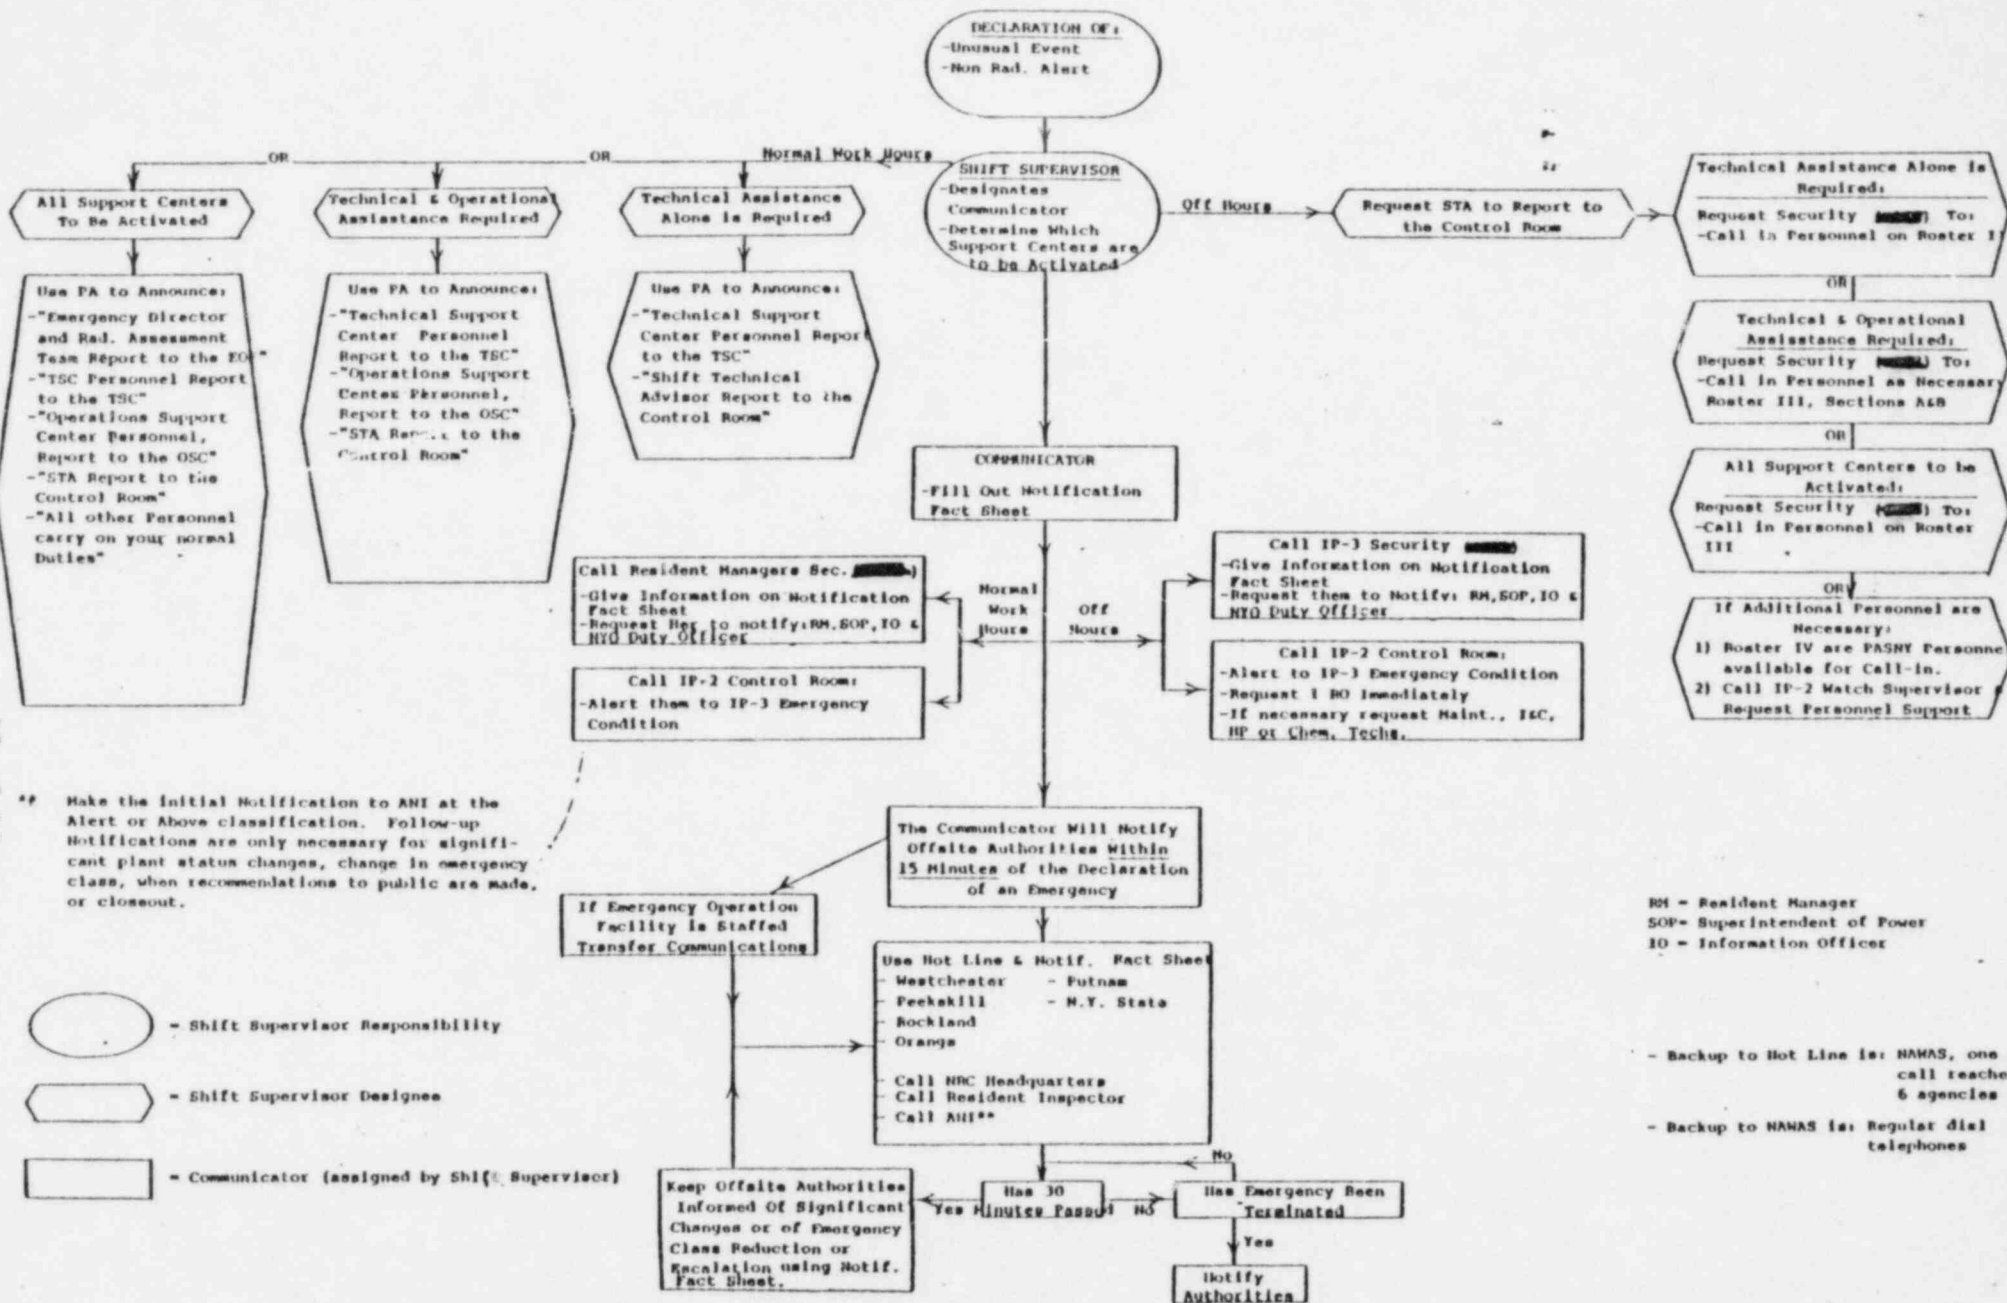 DECLARATION OF:
-Unusual Event
-Non Rad. Alert
SHIFT SUPERVISOR
-Designates
Communicator
-Determine Which
Support Centers are
to be Activated
Normal Work Hours
OR
OR
All Support Centers
To Be Activated
Technical & Operational
Assisstance Required
Technical Assistance
Alone is Required
Use PA to Announce:
-"Emergency Director
and Rad. Assessment
Team Report to the
-"TSC Personnel Report
to the TSC"
-"Operations Support
Center Personnel,
Report to the OSC"
-"STA Report to the
Control Room"
-"All other Personnel
carry on your normal
Duties"
Use PA to Announce:
-"Technical Support
Center Personnel
Report to the TSC"
-"Operations Support
Center Personnel,
Report to the OSC"
-"STA to the
Control Room"
Use PA to Announce:
-"Technical Support
Center Personnel Report
to the TSC"
-"Shift Technical
Advisor Report to the
Control Room"
Off Hours
Request STA to Report to
the Control Room
Technical Assistance Alone is
Required:
Request Security To:
-Call in Personnel on Roster
OR
Technical & Operational
Assisstance Required:
Request Security To:
-Call in Personnel as Necessary
Roster III, Sections A&B
OR
All Support Centers to be
Activated:
Request Security To:
-Call in Personnel on Roster
III
OR
If Additional Personnel are
Necessary:
1) Roster IV are PASNY Personne
available for Call-in.
2) Call IP-2 Watch Supervisor
Request Personnel Support
COMMUNICATOR
-Fill Out Notification
Fact Sheet
Normal
Work
Hours
Off
Hours
Call Resident Managers Sec.
-Give Information on Notification
Fact Sheet
-Request Her to notify:RM,SOP,IO &
NYO Duty Officer
Call IP-2 Control Room:
-Alert them to IP-3 Emergency
Condition
Call IP-3 Security
-Give Information on Notification
Fact Sheet
-Request them to Notify: RM,SOP,IO &
NYO Duty Officer
Call IP-2 Control Room:
-Alert to IP-3 Emergency Condition
-Request 1 RO Immediately
-If necessary request Maint., I&C,
HP or Chem. Techs.
** Make the initial Notification to ANI at the
Alert or Above classification. Follow-up
Notifications are only necessary for signifi-
cant plant status changes, change in emergency
class, when recommendations to public are made,
or closeout.
The Communicator Will Notify
Offsite Authorities Within
15 Minutes of the Declaration
of an Emergency
If Emergency Operation
Facility is Staffed
Transfer Communications
Use Hot Line & Notif. Fact Sheet
- Westchester - Putnam
- Peekskill - N.Y. State
- Rockland
- Orange
- Call NRC Headquarters
- Call Resident Inspector
- Call ANI**
RM - Resident Manager
SOP- Superintendent of Power
IO - Information Officer
- Backup to Hot Line is: NAWAS, one
call reache
6 agencies
- Backup to NAWAS is: Regular dial
telephones
- Shift Supervisor Responsibility
- Shift Supervisor Designee
- Communicator (assigned by Shift Supervisor)
Keep Offsite Authorities
Informed Of Significant
Changes or of Emergency
Class Reduction or
Escalation using Notif.
Fact Sheet.
Yes
Has 30
Minutes Passed
No
No
Has Emergency Been
Terminated
Yes
Notify
Authorities